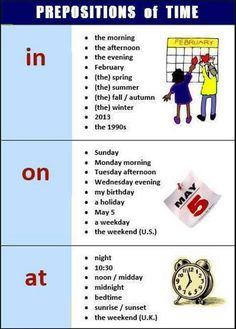 PREPOSITIONS of TIME
in
• the morning
• the afternoon
• the evening
• February
• (the) spring
• (the) summer
• (the) fall / autumn
• (the) winter
• 2013
• the 1990s
FEBRUARY
on
• Sunday
• Monday morning
• Tuesday afternoon
• Wednesday evening
• my birthday
• a holiday
• May 5
• a weekday
• the weekend (U.S.)
MAY
5
at
• night
• 10:30
• noon / midday
• midnight
• bedtime
• sunrise / sunset
• the weekend (U.K.)